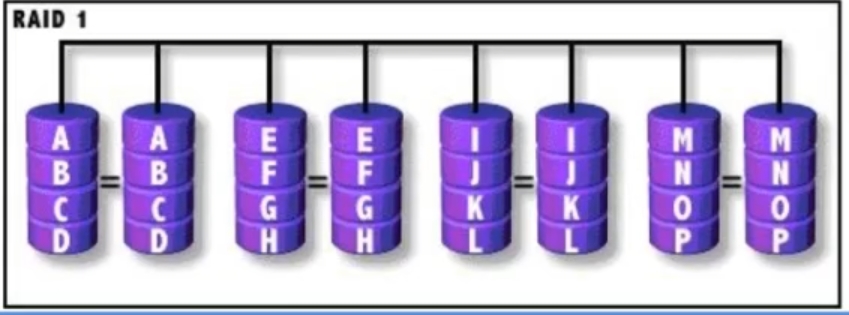 RAID 1
A A E E I I M M
B = B F = F J = J N = N
C C G G K K O O
D D H H L L P P